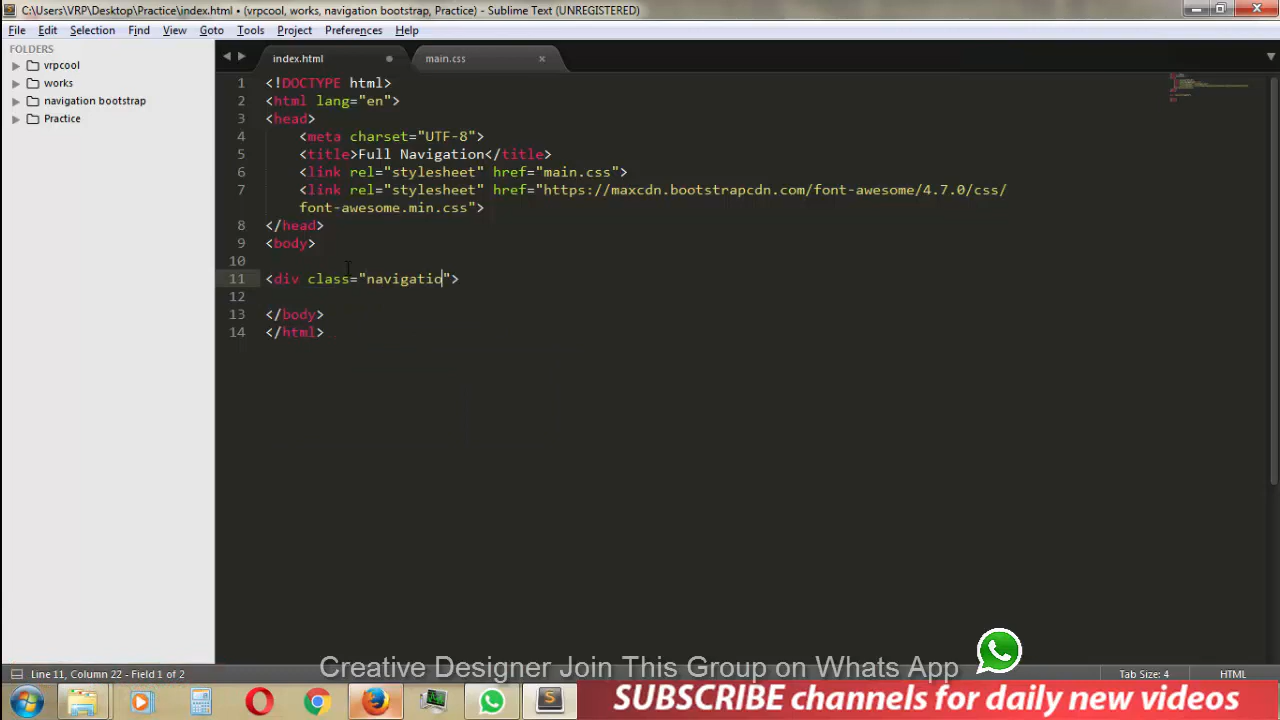 C:\Users\VRP\Desktop\Practice\index.html • (vrpcool, works, navigation bootstrap, Practice) - Sublime Text (UNREGISTERED)
File Edit Selection Find View Goto Tools Project Preferences Help
FOLDERS
vrpcool
works
navigation bootstrap
Practice
index.html main.css
1 <!DOCTYPE html>
2 <html lang="en">
3 <head>
4 <meta charset="UTF-8">
5 <title>Full Navigation</title>
6 <link rel="stylesheet" href="main.css">
7 <link rel="stylesheet" href="https://maxcdn.bootstrapcdn.com/font-awesome/4.7.0/css/
font-awesome.min.css">
8 </head>
9 <body>
10
11 <div class="navigatio">
12
13 </body>
14 </html>
Creative Designer Join This Group on Whats App
Line 11, Column 22 - Field 1 of 2 Tab Size: 4 HTML
SUBSCRIBE channels for daily new videos